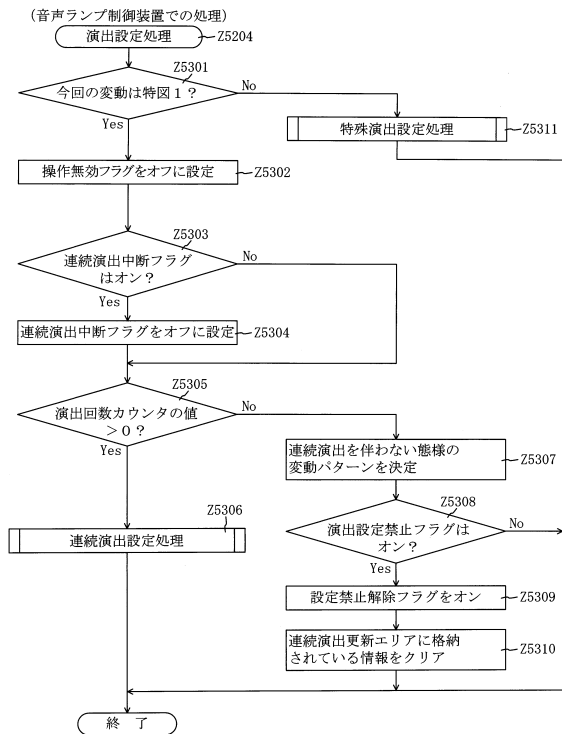 (音声ランプ制御装置での処理)
演出設定処理
Z5204
Z5301
今回の変動は特図1?
No
Yes
特殊演出設定処理
Z5311
操作無効フラグをオフに設定
Z5302
Z5303
連続演出中断フラグ
はオン?
No
Yes
連続演出中断フラグをオフに設定
Z5304
Z5305
演出回数カウンタの値
>0?
No
Yes
連続演出を伴わない態様の
変動パターンを決定
Z5307
Z5306
連続演出設定処理
Z5308
演出設定禁止フラグは
オン?
No
Yes
設定禁止解除フラグをオン
Z5309
連続演出更新エリアに格納
されている情報をクリア
Z5310
終 了